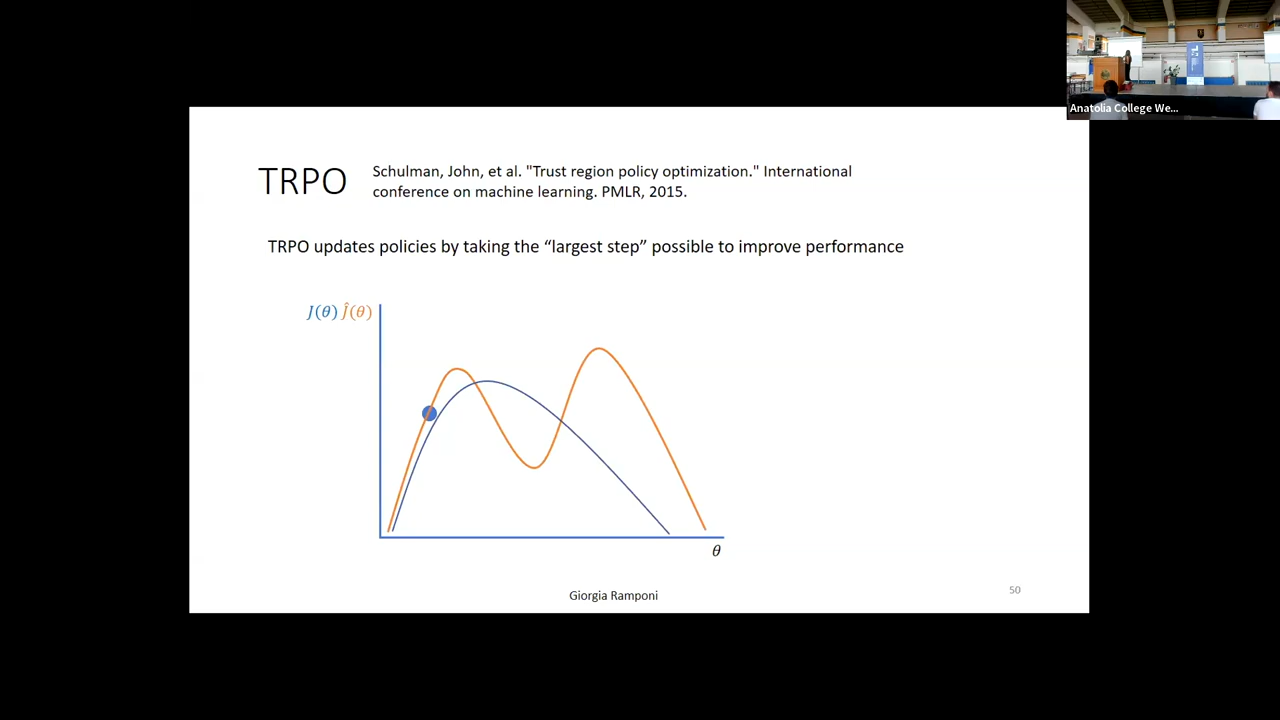 Anatolia College We...
TRPO
Schulman, John, et al. "Trust region policy optimization." International
conference on machine learning. PMLR, 2015.
TRPO updates policies by taking the “largest step” possible to improve performance
J(θ) Ĵ(θ)
θ
Giorgia Ramponi
50